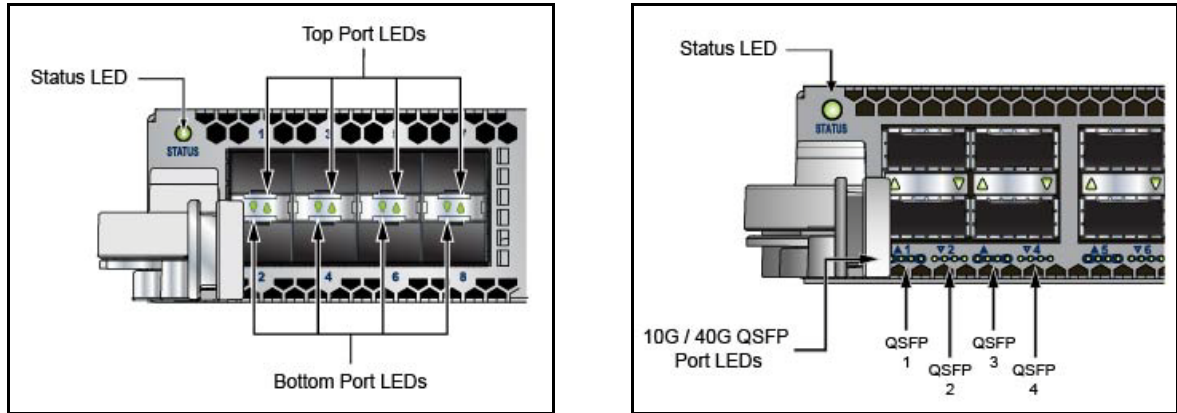 Top Port LEDs
Status LED
STATUS
1 3 5 7
2 4 6 8
Bottom Port LEDs
Status LED
STATUS
1 2 4 5 6
10G / 40G QSFP
Port LEDs
QSFP
1
QSFP
2
QSFP
3
QSFP
4